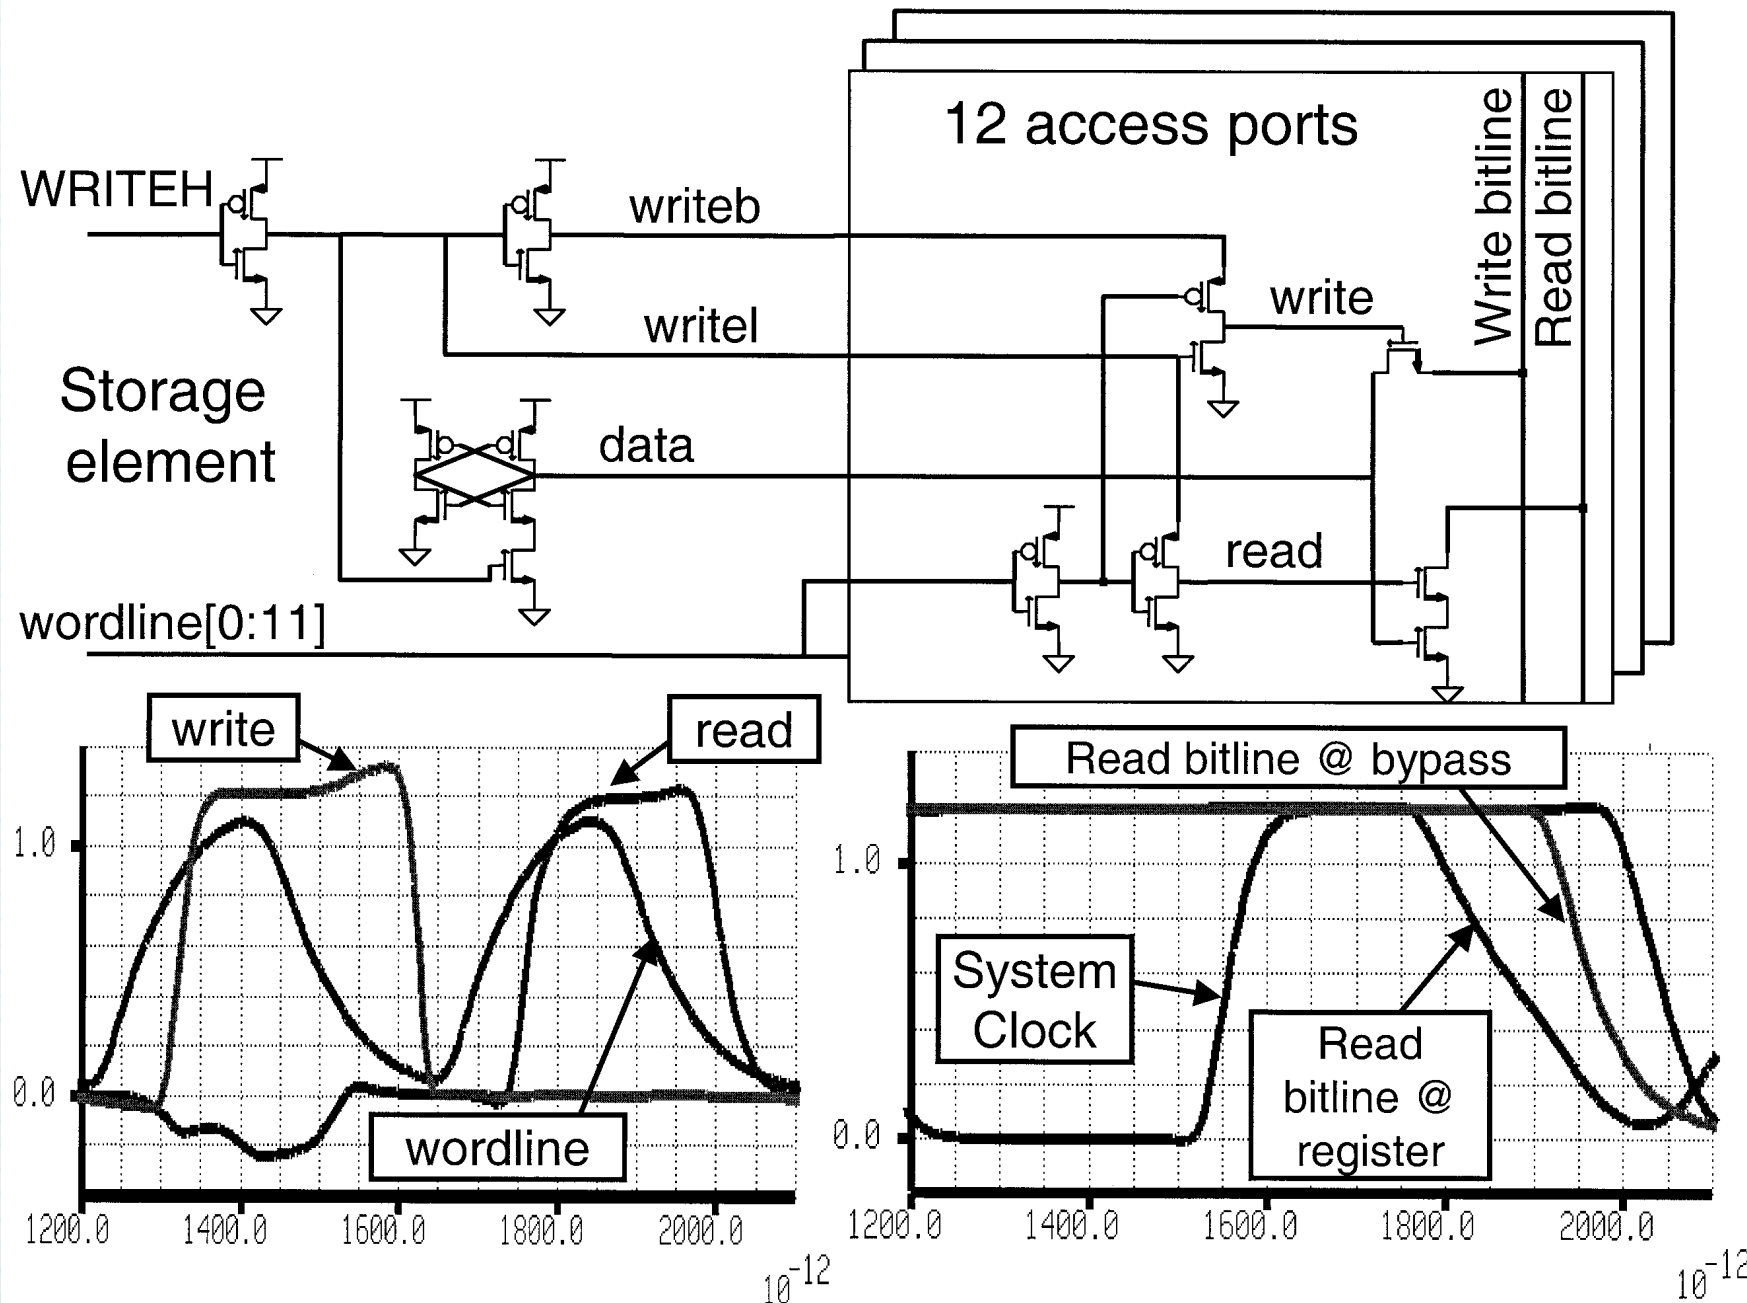 12 access ports
Write bitline
Read bitline
WRITEH
writeb
write
writel
Storage
element
data
read
wordline[0:11]
write
read
wordline
1.0
0.0
1200.0 1400.0 1600.0 1800.0 2000.0
10-12
Read bitline @ bypass
System
Clock
Read
bitline @
register
1.0
0.0
1200.0 1400.0 1600.0 1800.0 2000.0
10-12